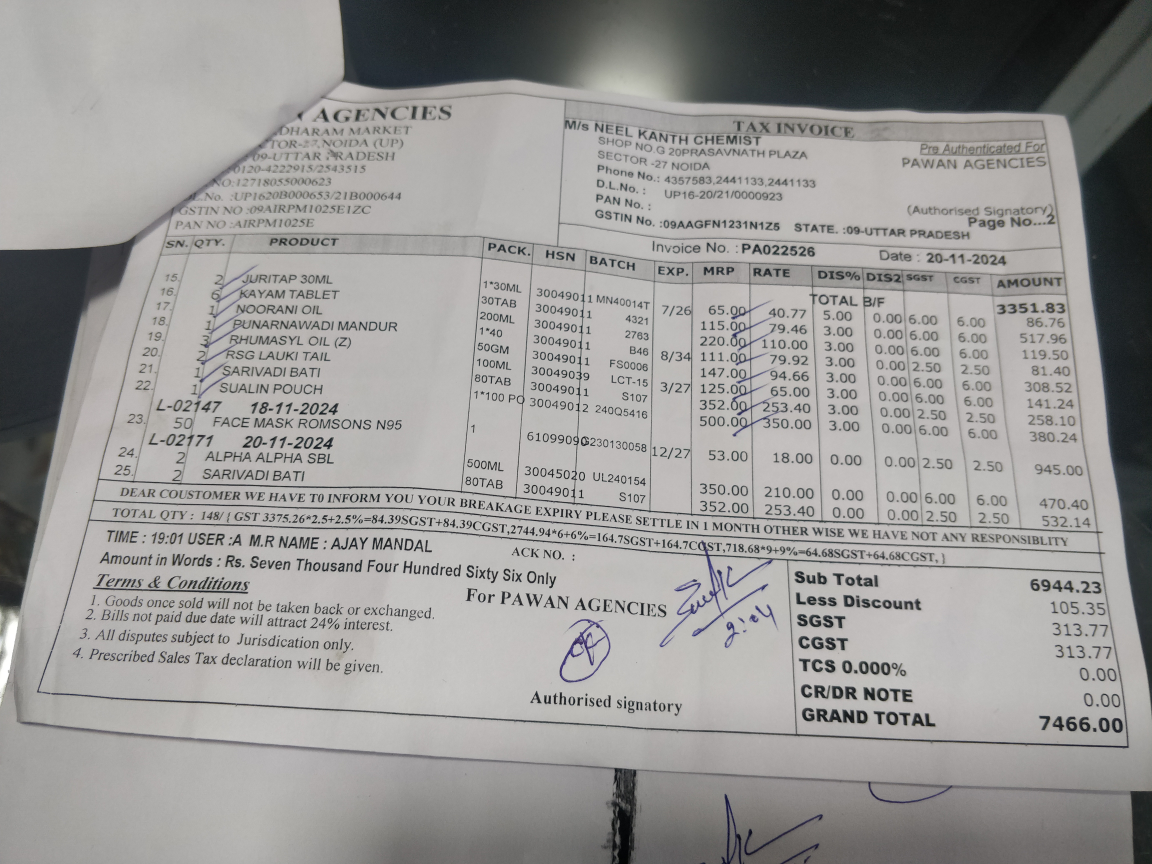 AGENCIES
DHARAM MARKET
TOR-27,NOIDA (UP)
09-UTTAR PRADESH
0120-4222915/2543515
NO:12718055000623
No. :UP1620B000653/21B000644
GSTIN NO :09AIRPM1025E1ZC
PAN NO :AIRPM1025E
TAX INVOICE
M/s NEEL KANTH CHEMIST
SHOP NO.G 20PRASAVNATH PLAZA
SECTOR -27 NOIDA
Phone No.: 4357583,2441133,2441133
D.L.No. : UP16-20/21/0000923
PAN No. :
GSTIN No. :09AAGFN1231N1Z5 STATE. :09-UTTAR PRADESH
Pre Authenticated For
PAWAN AGENCIES
(Authorised Signatory)
Page No...2
Invoice No. : PA022526 Date : 20-11-2024
SN. QTY. PRODUCT PACK. HSN BATCH EXP. MRP RATE DIS% DIS2 SGST CGST AMOUNT
TOTAL B/F 3351.83
15. 2 JURITAP 30ML 1*30ML 30049011 MN40014T 7/26 65.00 40.77 5.00 0.00 6.00 6.00 86.76
16. 6 KAYAM TABLET 30TAB 30049011 4321 115.00 79.46 3.00 0.00 6.00 6.00 517.96
17. 1 NOORANI OIL 200ML 30049011 2763 220.00 110.00 3.00 0.00 6.00 6.00 119.50
18. 1 PUNARNAWADI MANDUR 1*40 30049011 B46 8/34 111.00 79.92 3.00 0.00 2.50 2.50 81.40
19. 3 RHUMASYL OIL (Z) 50GM 30049011 FS0006 147.00 94.66 3.00 0.00 6.00 6.00 308.52
20. 2 RSG LAUKI TAIL 100ML 30049039 LCT-15 3/27 125.00 65.00 3.00 0.00 6.00 6.00 141.24
21. 1 SARIVADI BATI 80TAB 30049011 S107 352.00 253.40 3.00 0.00 2.50 2.50 258.10
22. 1 SUALIN POUCH 1*100 PO 30049012 240Q5416 500.00 350.00 3.00 0.00 6.00 6.00 380.24
L-02147 18-11-2024
23. 50 FACE MASK ROMSONS N95 1 61099090 G230130058 12/27 53.00 18.00 0.00 0.00 2.50 2.50 945.00
L-02171 20-11-2024
24. 2 ALPHA ALPHA SBL 500ML 30045020 UL240154 350.00 210.00 0.00 0.00 6.00 6.00 470.40
25. 2 SARIVADI BATI 80TAB 30049011 S107 352.00 253.40 0.00 0.00 2.50 2.50 532.14
DEAR COUSTOMER WE HAVE T0 INFORM YOU YOUR BREAKAGE EXPIRY PLEASE SETTLE IN 1 MONTH OTHER WISE WE HAVE NOT ANY RESPONSIBLITY
TOTAL QTY : 148/ { GST 3375.26*2.5+2.5%=84.39SGST+84.39CGST,2744.94*6+6%=164.7SGST+164.7CGST,718.68*9+9%=64.68SGST+64.68CGST, }
TIME : 19:01 USER :A M.R NAME : AJAY MANDAL ACK NO. :
Amount in Words : Rs. Seven Thousand Four Hundred Sixty Six Only
Terms & Conditions
1. Goods once sold will not be taken back or exchanged.
2. Bills not paid due date will attract 24% interest.
3. All disputes subject to Jurisdication only.
4. Prescribed Sales Tax declaration will be given.
For PAWAN AGENCIES
Authorised signatory
Sub Total 6944.23
Less Discount 105.35
SGST 313.77
CGST 313.77
TCS 0.000% 0.00
CR/DR NOTE 0.00
GRAND TOTAL 7466.00